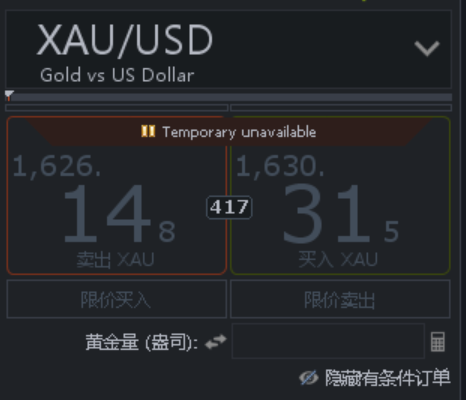 XAU/USD
Gold vs US Dollar
Temporary unavailable
1,626. 1,630.
14 8 417 31 5
卖出 XAU 买入 XAU
限价买入 限价卖出
黄金量 (盎司):
隐藏有条件订单